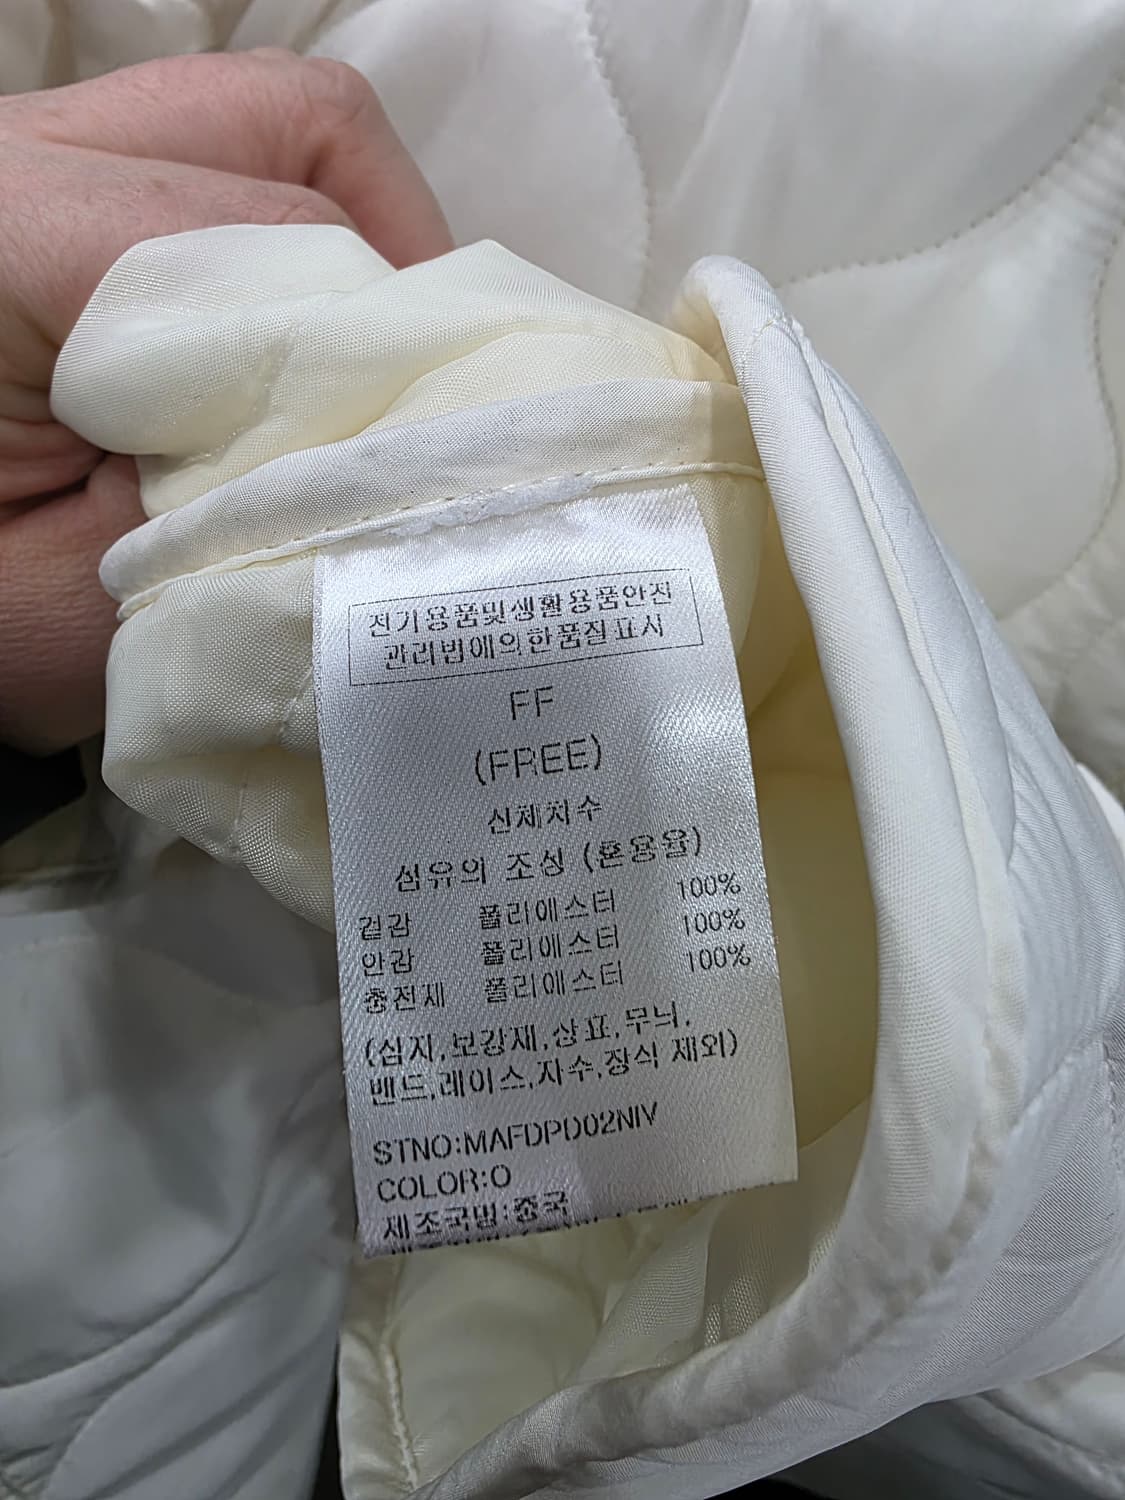 전기용품및생활용품안전
관리법에의한품질표시
FF
(FREE)
신체치수
섬유의 조성 (혼용율)
겉감 폴리에스터 100%
안감 폴리에스터 100%
충전재 폴리에스터 100%
(심지,보강재,상표,무늬,
밴드,레이스,자수,장식 제외)
STNO:MAFDPD02NIV
COLOR:O
제조국명:중국